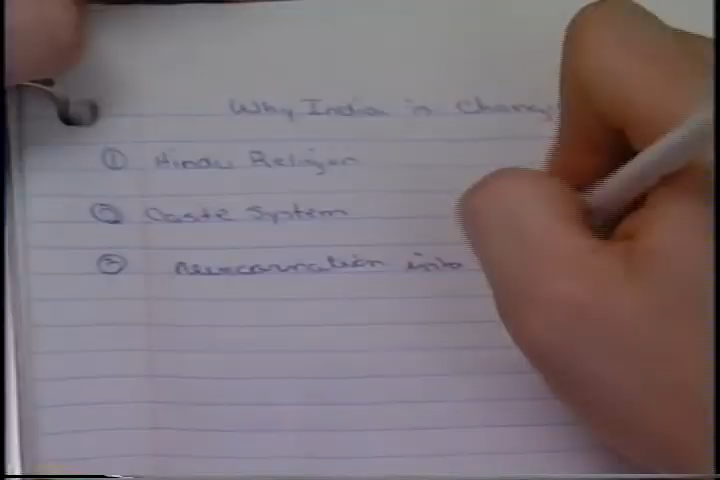 Why India is Chang
① Hindu Religion
② Caste System
③ reincarnation into